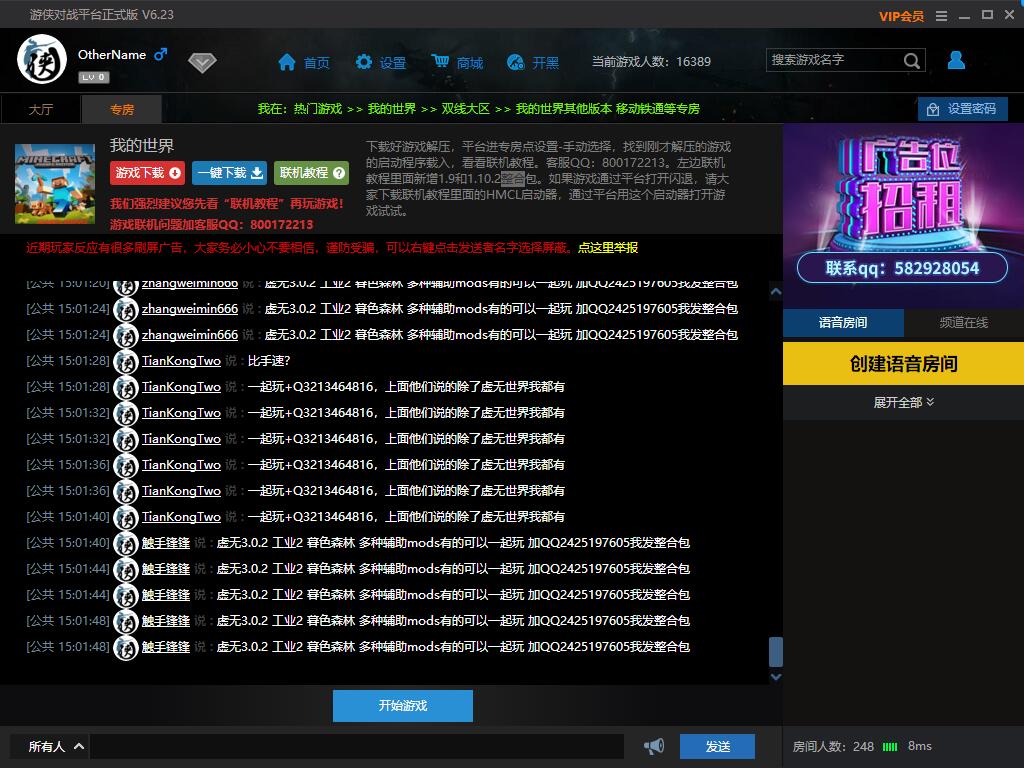 游侠对战平台正式版 V6.23
VIP会员
OtherName
LV 0
首页
设置
商城
开黑
当前游戏人数：16389
搜索游戏名字
大厅
专房
我在：热门游戏 >> 我的世界 >> 双线大区 >> 我的世界其他版本 移动铁通等专房
设置密码
MINECRAFT
我的世界
游戏下载
一键下载
联机教程
我们强烈建议您先看“联机教程”再玩游戏！
游戏联机问题加客服QQ：800172213
下载好游戏解压，平台进专房点设置-手动选择，找到刚才解压的游戏
的启动程序载入，看看联机教程。客服QQ：800172213。左边联机
教程里面新增1.9和1.10.2整合包。如果游戏通过平台打开闪退，请大
家下载联机教程里面的HMCL启动器，通过平台用这个启动器打开游
戏试试。
广告位
招租
联系qq：582928054
近期玩家反应有很多刷屏广告，大家务必小心不要相信，谨防受骗，可以右键点击发送者名字选择屏蔽。点这里举报
[公共 15:01:20] zhangweimin666 说：虚无3.0.2 工业2 暮色森林 多种辅助mods有的可以一起玩 加QQ2425197605我发整合包
[公共 15:01:24] zhangweimin666 说：虚无3.0.2 工业2 暮色森林 多种辅助mods有的可以一起玩 加QQ2425197605我发整合包
[公共 15:01:24] zhangweimin666 说：虚无3.0.2 工业2 暮色森林 多种辅助mods有的可以一起玩 加QQ2425197605我发整合包
[公共 15:01:28] TianKongTwo 说：比手速?
[公共 15:01:28] TianKongTwo 说：一起玩+Q3213464816，上面他们说的除了虚无世界我都有
[公共 15:01:32] TianKongTwo 说：一起玩+Q3213464816，上面他们说的除了虚无世界我都有
[公共 15:01:32] TianKongTwo 说：一起玩+Q3213464816，上面他们说的除了虚无世界我都有
[公共 15:01:36] TianKongTwo 说：一起玩+Q3213464816，上面他们说的除了虚无世界我都有
[公共 15:01:36] TianKongTwo 说：一起玩+Q3213464816，上面他们说的除了虚无世界我都有
[公共 15:01:40] TianKongTwo 说：一起玩+Q3213464816，上面他们说的除了虚无世界我都有
[公共 15:01:40] 触手锋锋 说：虚无3.0.2 工业2 暮色森林 多种辅助mods有的可以一起玩 加QQ2425197605我发整合包
[公共 15:01:44] 触手锋锋 说：虚无3.0.2 工业2 暮色森林 多种辅助mods有的可以一起玩 加QQ2425197605我发整合包
[公共 15:01:44] 触手锋锋 说：虚无3.0.2 工业2 暮色森林 多种辅助mods有的可以一起玩 加QQ2425197605我发整合包
[公共 15:01:48] 触手锋锋 说：虚无3.0.2 工业2 暮色森林 多种辅助mods有的可以一起玩 加QQ2425197605我发整合包
[公共 15:01:48] 触手锋锋 说：虚无3.0.2 工业2 暮色森林 多种辅助mods有的可以一起玩 加QQ2425197605我发整合包
语音房间
频道在线
创建语音房间
展开全部
开始游戏
所有人
发送
房间人数：248
8ms